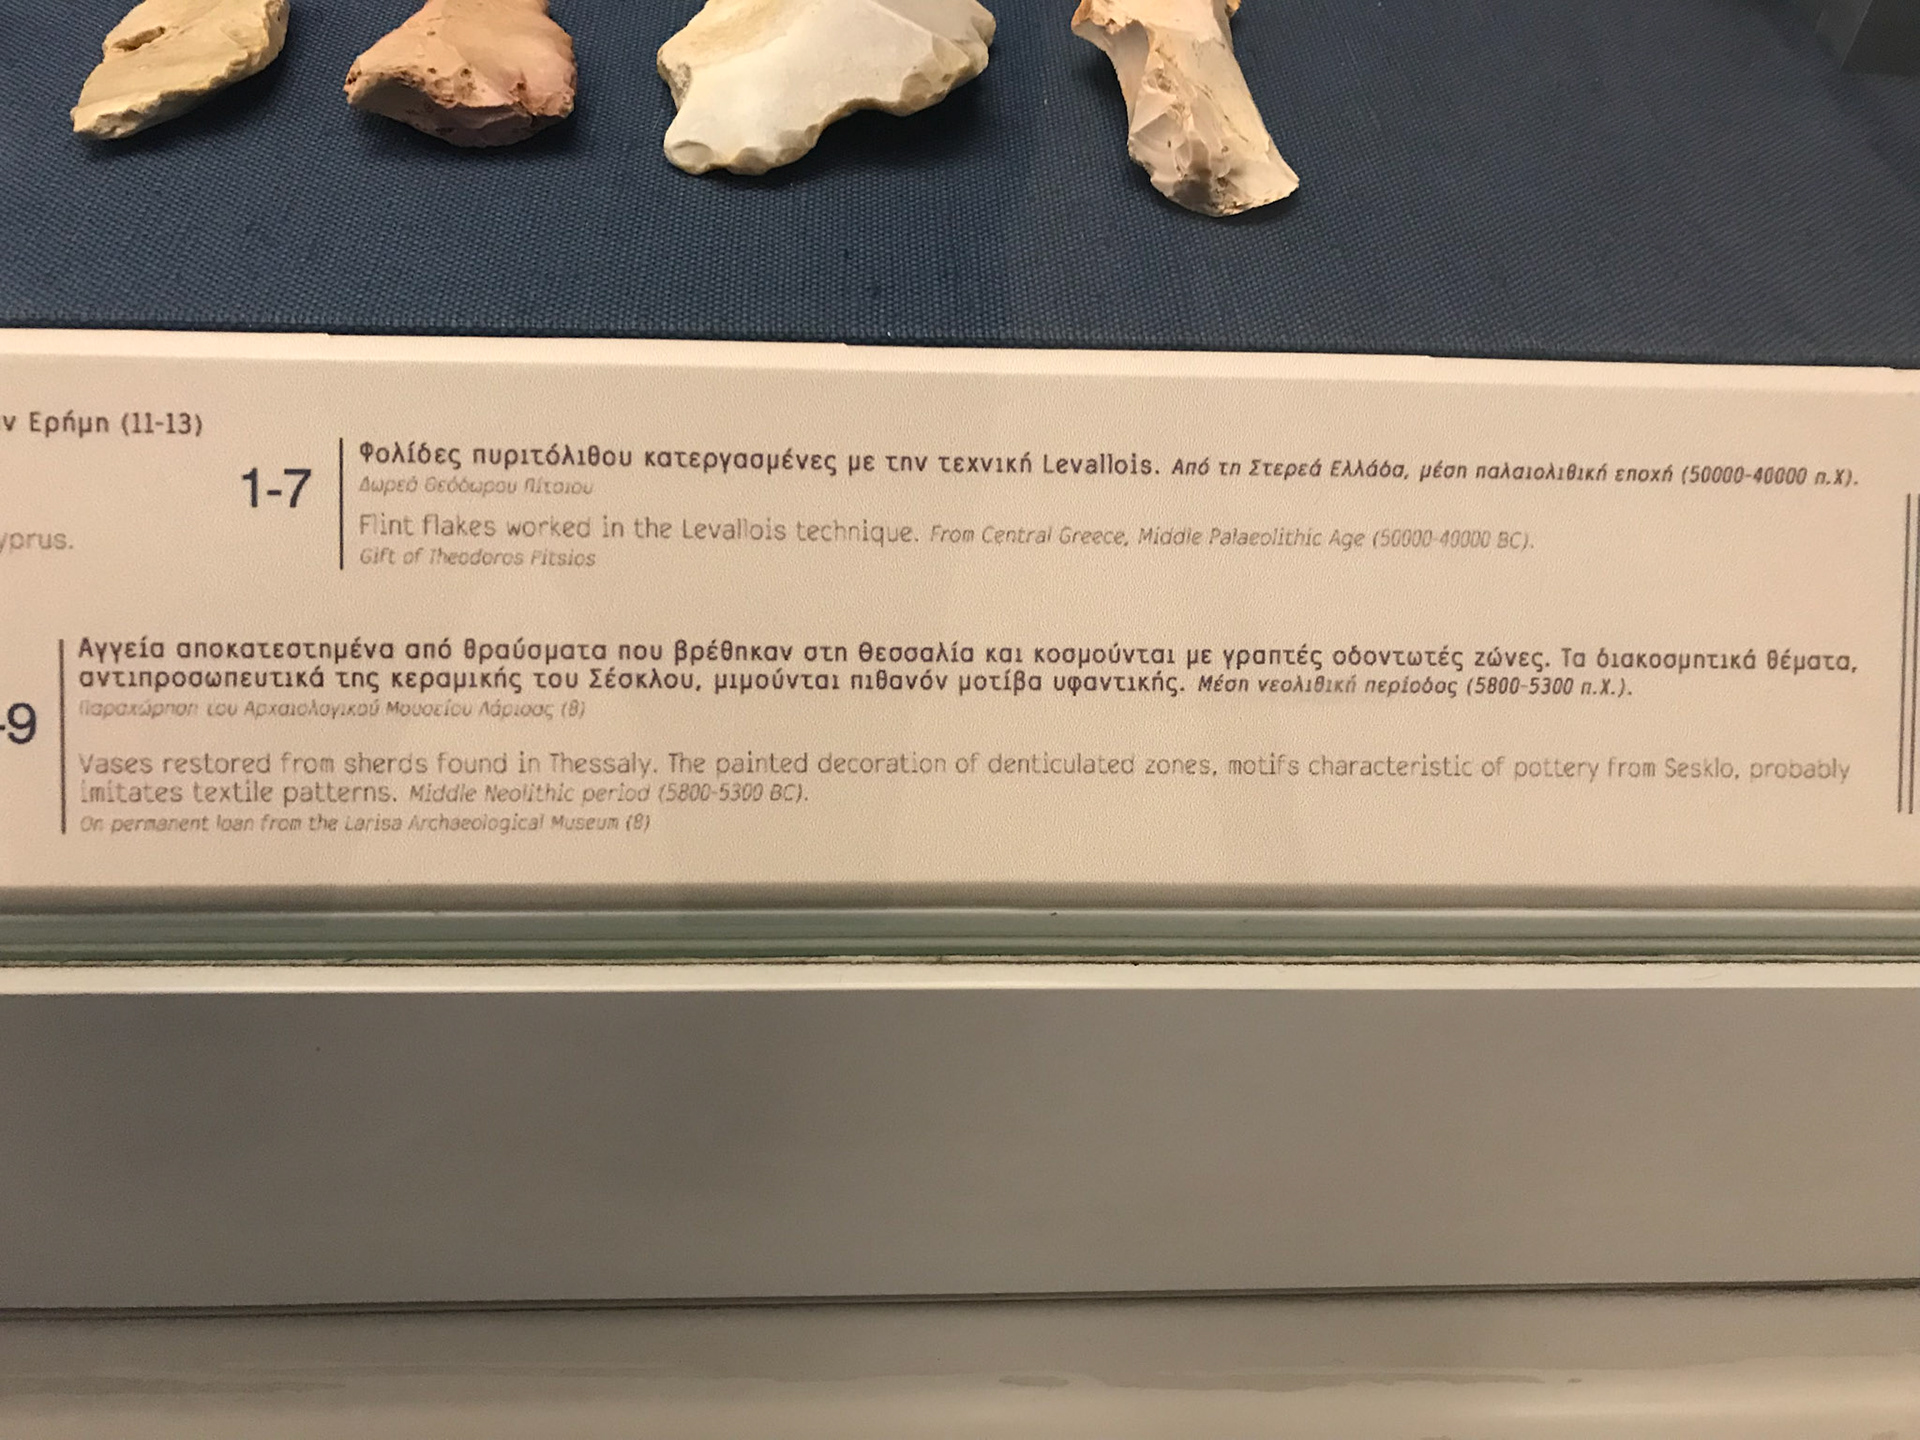 ν Ερήμη (11-13)
yprus.
1-7
Φολίδες πυριτόλιθου κατεργασμένες με την τεχνική Levallois. Από τη Στερεά Ελλάδα, μέση παλαιολιθική εποχή (50000-40000 π.Χ).
Δωρεά Θεόδωρου Πίτσιου
Flint flakes worked in the Levallois technique. From Central Greece, Middle Palaeolithic Age (50000-40000 BC).
Gift of Theodoros Pitsios
-9
Αγγεία αποκατεστημένα από θραύσματα που βρέθηκαν στη Θεσσαλία και κοσμούνται με γραπτές οδοντωτές ζώνες. Τα διακοσμητικά θέματα,
αντιπροσωπευτικά της κεραμικής του Σέσκλου, μιμούνται πιθανόν μοτίβα υφαντικής. Μέση νεολιθική περίοδος (5800-5300 π.Χ.).
Παραχώρηση του Αρχαιολογικού Μουσείου Λάρισας (8)
Vases restored from sherds found in Thessaly. The painted decoration of denticulated zones, motifs characteristic of pottery from Sesklo, probably
imitates textile patterns. Middle Neolithic period (5800-5300 BC).
On permanent loan from the Larisa Archaeological Museum (8)